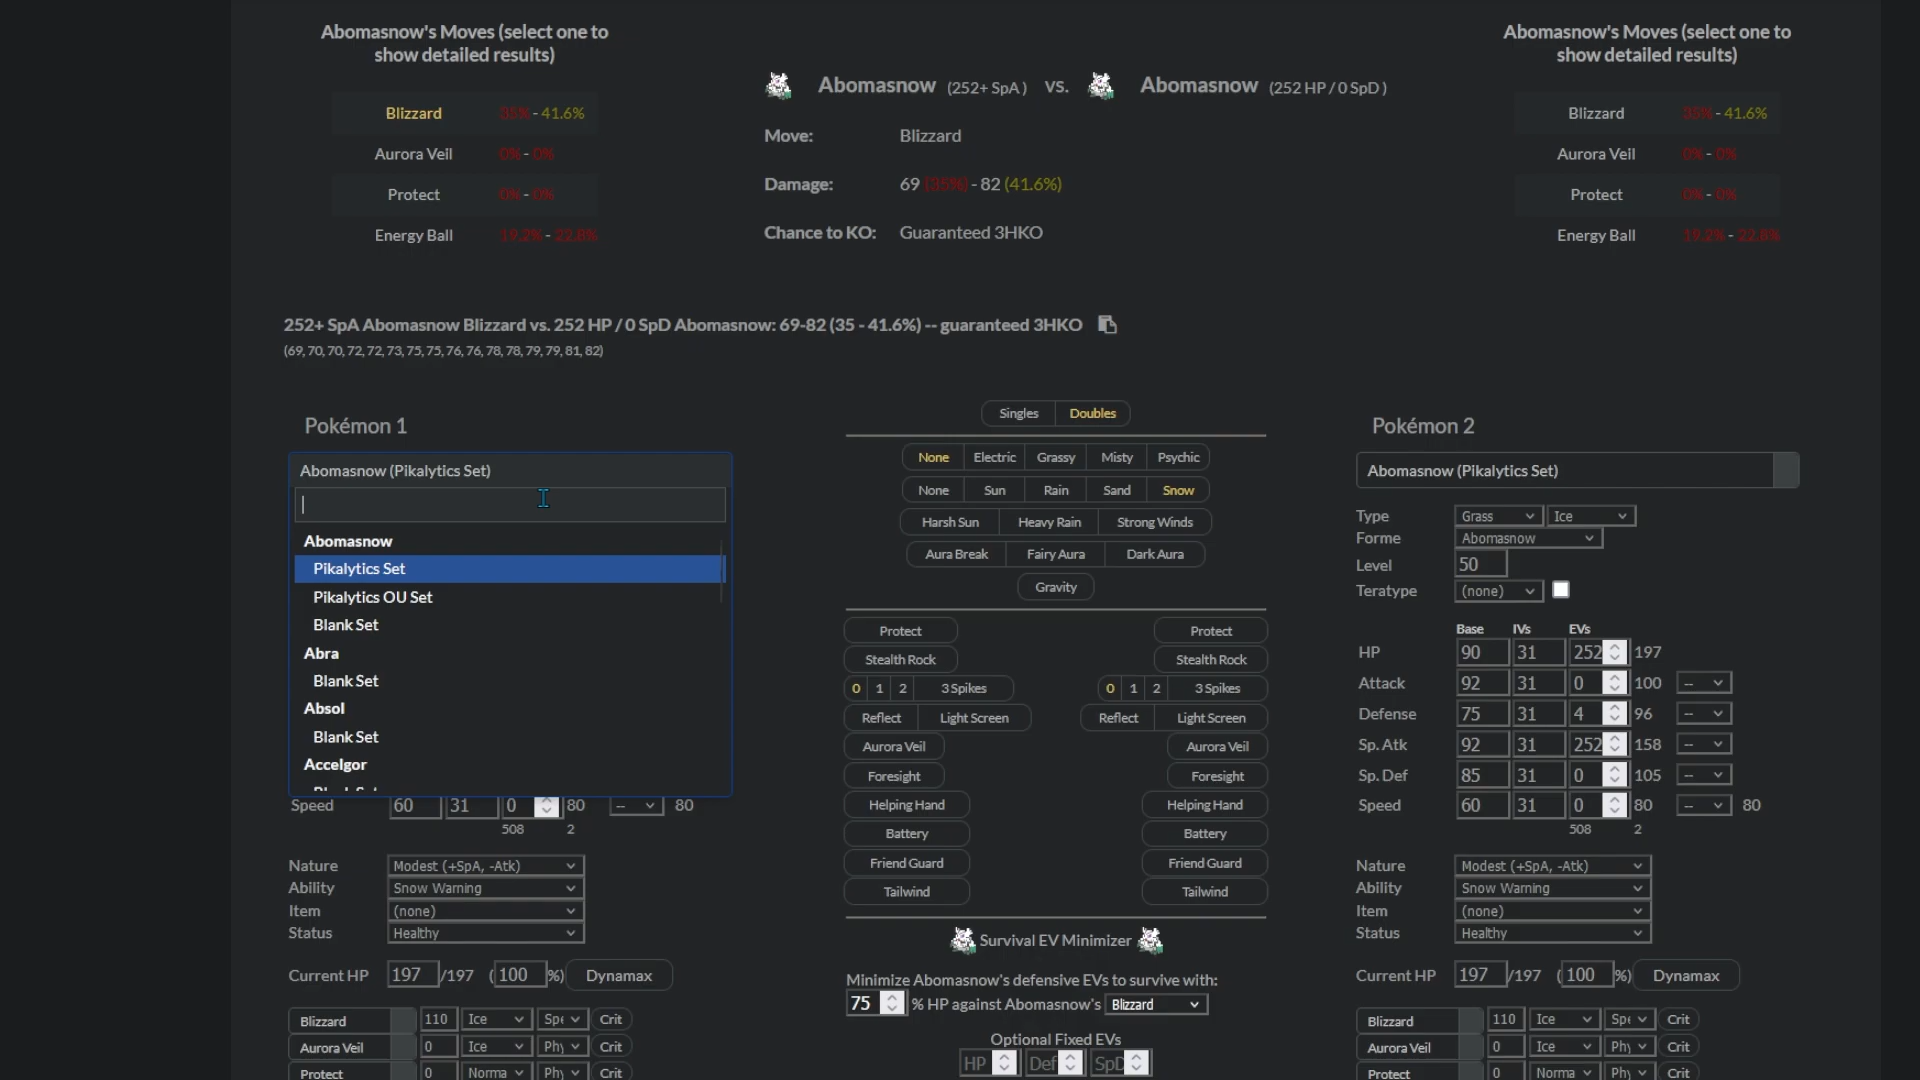 Abomasnow's Moves (select one to
show detailed results)
Blizzard 35% - 41.6%
Aurora Veil 0% - 0%
Protect 0% - 0%
Energy Ball 19.2% - 22.8%
Abomasnow (252+ SpA) vs. Abomasnow (252 HP / 0 SpD)
Move: Blizzard
Damage: 69 (35%) - 82 (41.6%)
Chance to KO: Guaranteed 3HKO
Abomasnow's Moves (select one to
show detailed results)
Blizzard 35% - 41.6%
Aurora Veil 0% - 0%
Protect 0% - 0%
Energy Ball 19.2% - 22.8%
252+ SpA Abomasnow Blizzard vs. 252 HP / 0 SpD Abomasnow: 69-82 (35 - 41.6%) -- guaranteed 3HKO
(69, 70, 70, 72, 72, 73, 75, 75, 76, 76, 78, 78, 79, 79, 81, 82)
Pokémon 1
Abomasnow (Pikalytics Set)
Abomasnow
Pikalytics Set
Pikalytics OU Set
Blank Set
Abra
Blank Set
Absol
Blank Set
Accelgor
Speed 60 31 0 80 -- 80
508 2
Nature Modest (+SpA, -Atk)
Ability Snow Warning
Item (none)
Status Healthy
Current HP 197 /197 ( 100 %) Dynamax
Blizzard 110 Ice Spe Crit
Aurora Veil 0 Ice Phy Crit
Protect 0 Norma Phy Crit
Singles Doubles
None Electric Grassy Misty Psychic
None Sun Rain Sand Snow
Harsh Sun Heavy Rain Strong Winds
Aura Break Fairy Aura Dark Aura
Gravity
Protect Protect
Stealth Rock Stealth Rock
0 1 2 3 Spikes 0 1 2 3 Spikes
Reflect Light Screen Reflect Light Screen
Aurora Veil Aurora Veil
Foresight Foresight
Helping Hand Helping Hand
Battery Battery
Friend Guard Friend Guard
Tailwind Tailwind
Survival EV Minimizer
Minimize Abomasnow's defensive EVs to survive with:
75 % HP against Abomasnow's Blizzard
Optional Fixed EVs
HP Def SpD
Pokémon 2
Abomasnow (Pikalytics Set)
Type Grass Ice
Forme Abomasnow
Level 50
Teratype (none)
Base IVs EVs
HP 90 31 252 197
Attack 92 31 0 100 --
Defense 75 31 4 96 --
Sp. Atk 92 31 252 158 --
Sp. Def 85 31 0 105 --
Speed 60 31 0 80 -- 80
508 2
Nature Modest (+SpA, -Atk)
Ability Snow Warning
Item (none)
Status Healthy
Current HP 197 /197 ( 100 %) Dynamax
Blizzard 110 Ice Spe Crit
Aurora Veil 0 Ice Phy Crit
Protect 0 Norma Phy Crit